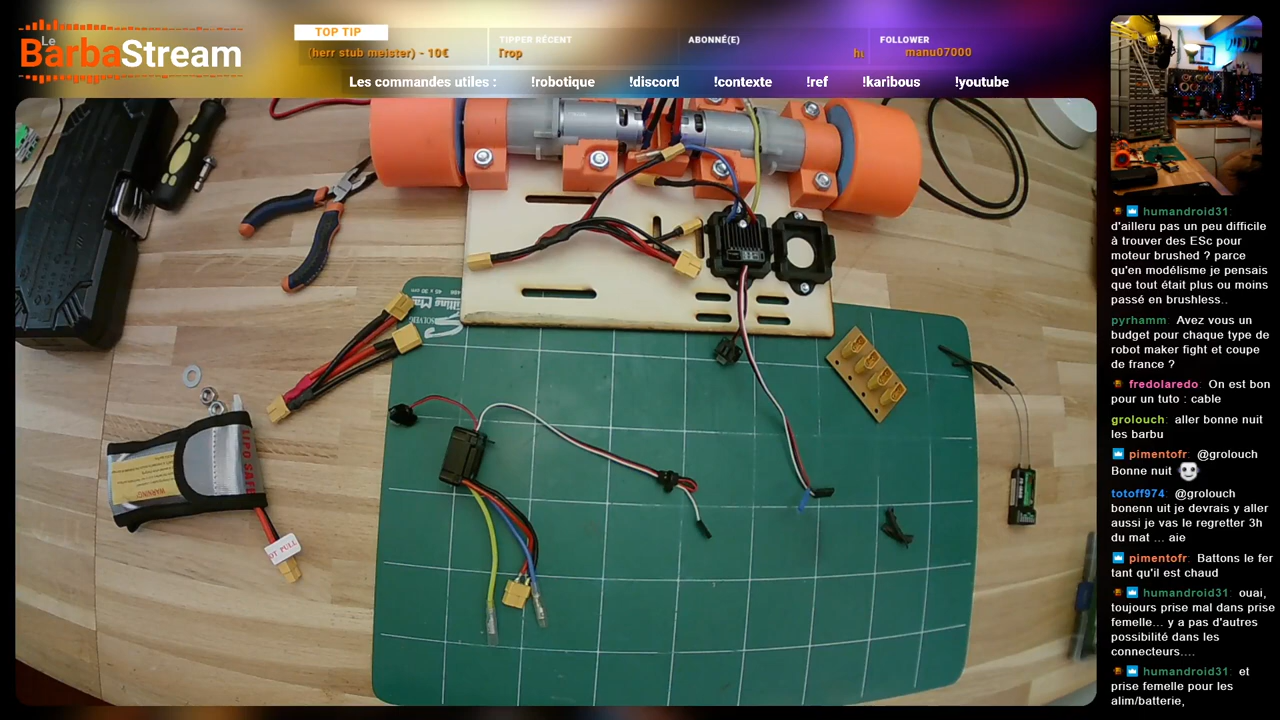 Le
BarbaStream
TOP TIP
(herr stub meister) - 10€
TIPPER RÉCENT
Trop
ABONNÉ(E)
FOLLOWER
manu07000
Les commandes utiles : !robotique !discord !contexte !ref !karibous !youtube
humandroid31:
d'ailleru pas un peu difficile
à trouver des ESc pour
moteur brushed ? parce
qu'en modélisme je pensais
que tout était plus ou moins
passé en brushless..
pyrhamm: Avez vous un
budget pour chaque type de
robot maker fight et coupe
de france ?
fredolaredo: On est bon
pour un tuto : cable
grolouch: aller bonne nuit
les barbu
pimentofr: @grolouch
Bonne nuit
totoff974: @grolouch
bonenn uit je devrais y aller
aussi je vas le regretter 3h
du mat ... aie
pimentofr: Battons le fer
tant qu'il est chaud
humandroid31: ouai,
toujours prise mal dans prise
femelle... y a pas d'autres
possibilité dans les
connecteurs....
humandroid31: et
prise femelle pour les
alim/batterie,
LIPO SAFE
WARNING!
OT PULL